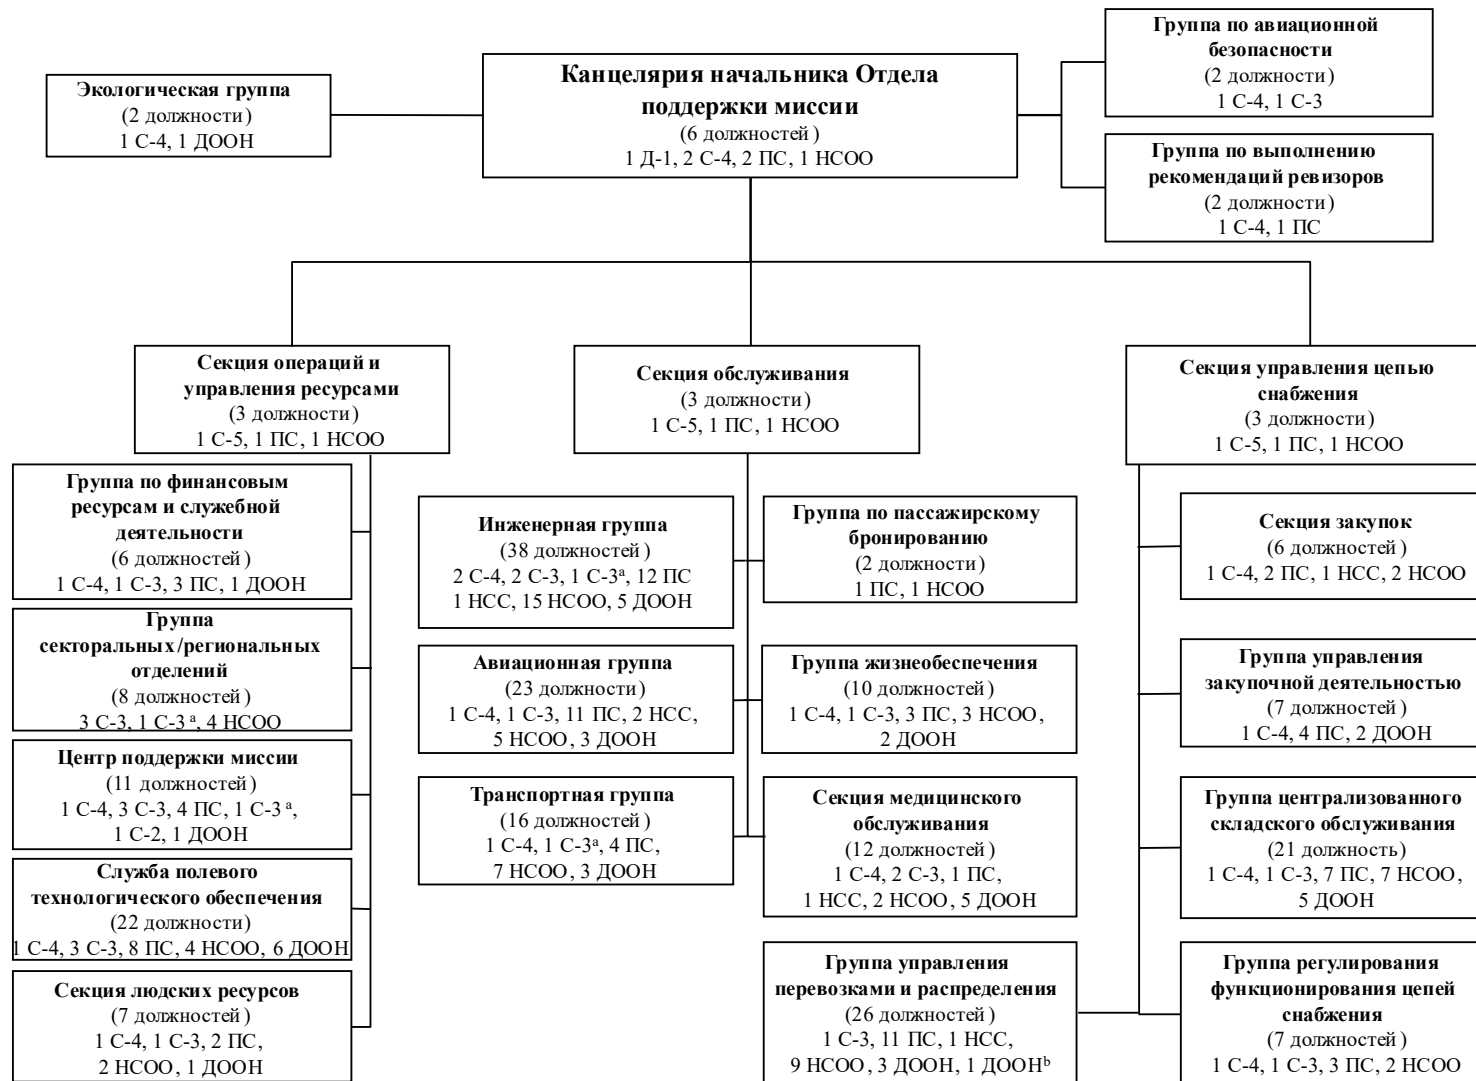 Экологическая группа
(2 должности)
1 С-4, 1 ДООН
Канцелярия начальника Отдела
поддержки миссии
(6 должностей)
1 Д-1, 2 С-4, 2 ПС, 1 НСОО
Группа по авиационной
безопасности
(2 должности)
1 С-4, 1 С-3
Группа по выполнению
рекомендаций ревизоров
(2 должности)
1 С-4, 1 ПС
Секция операций и
управления ресурсами
(3 должности)
1 С-5, 1 ПС, 1 НСОО
Группа по финансовым
ресурсам и служебной
деятельности
(6 должностей)
1 С-4, 1 С-3, 3 ПС, 1 ДООН
Группа
секторальных/региональных
отделений
(8 должностей)
3 С-3, 1 С-3ᵃ, 4 НСОО
Центр поддержки миссии
(11 должностей)
1 С-4, 3 С-3, 4 ПС, 1 С-3ᵃ,
1 С-2, 1 ДООН
Служба полевого
технологического обеспечения
(22 должности)
1 С-4, 3 С-3, 8 ПС, 4 НСОО, 6 ДООН
Секция людских ресурсов
(7 должностей)
1 С-4, 1 С-3, 2 ПС,
2 НСОО, 1 ДООН
Секция обслуживания
(3 должности)
1 С-5, 1 ПС, 1 НСОО
Инженерная группа
(38 должностей)
2 С-4, 2 С-3, 1 С-3ᵃ, 12 ПС
1 НСС, 15 НСОО, 5 ДООН
Авиационная группа
(23 должности)
1 С-4, 1 С-3, 11 ПС, 2 НСС,
5 НСОО, 3 ДООН
Транспортная группа
(16 должностей)
1 С-4, 1 С-3ᵃ, 4 ПС,
7 НСОО, 3 ДООН
Группа по пассажирскому
бронированию
(2 должности)
1 ПС, 1 НСОО
Группа жизнеобеспечения
(10 должностей)
1 С-4, 1 С-3, 3 ПС, 3 НСОО,
2 ДООН
Секция медицинского
обслуживания
(12 должностей)
1 С-4, 2 С-3, 1 ПС,
1 НСС, 2 НСОО, 5 ДООН
Группа управления
перевозками и распределения
(26 должностей)
1 С-3, 11 ПС, 1 НСС,
9 НСОО, 3 ДООН, 1 ДООНᵇ
Секция управления цепью
снабжения
(3 должности)
1 С-5, 1 ПС, 1 НСОО
Секция закупок
(6 должностей)
1 С-4, 2 ПС, 1 НСС, 2 НСОО
Группа управления
закупочной деятельностью
(7 должностей)
1 С-4, 4 ПС, 2 ДООН
Группа централизованного
складского обслуживания
(21 должность)
1 С-4, 1 С-3, 7 ПС, 7 НСОО,
5 ДООН
Группа регулирования
функционирования цепей
снабжения
(7 должностей)
1 С-4, 1 С-3, 3 ПС, 2 НСОО